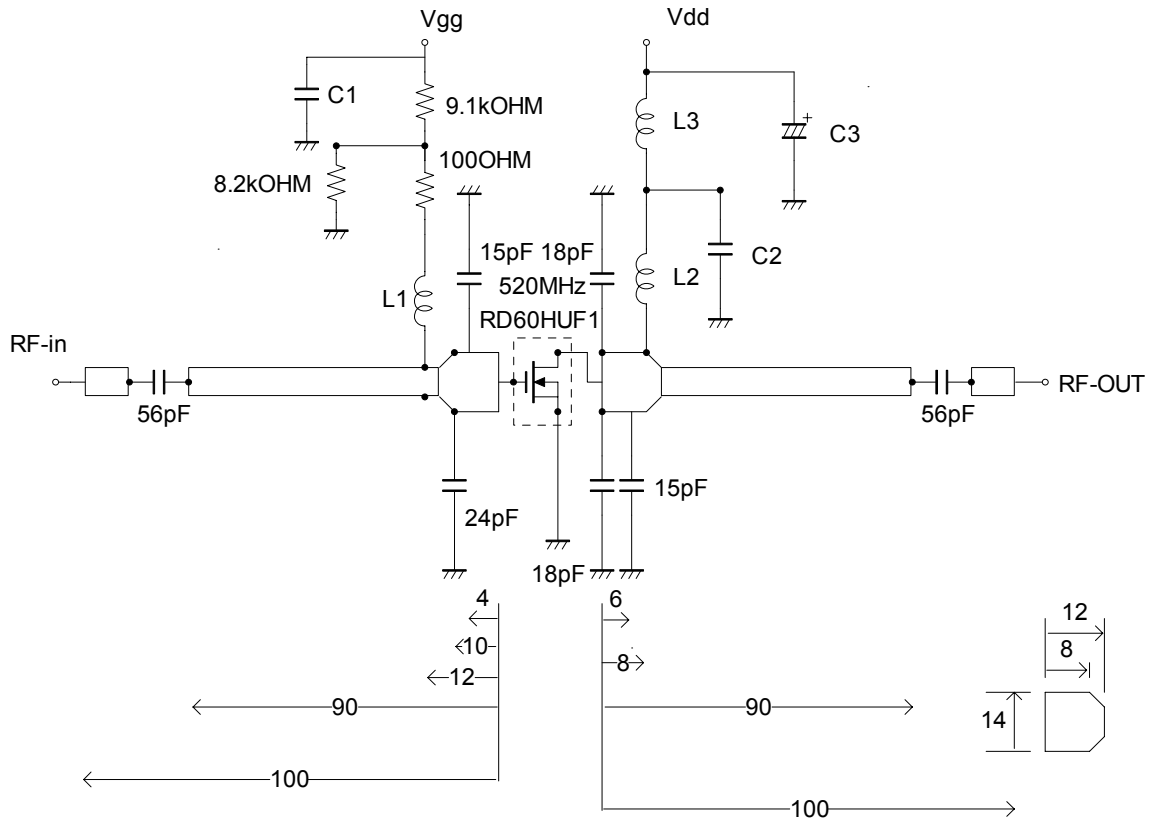 Vgg
Vdd
C1
9.1kOHM
L3
C3
+
100OHM
8.2kOHM
15pF
18pF
C2
L1
520MHz
L2
RD60HUF1
RF-in
RF-OUT
56pF
56pF
24pF
15pF
18pF
4
6
12
10
8
8
12
90
90
14
100
100